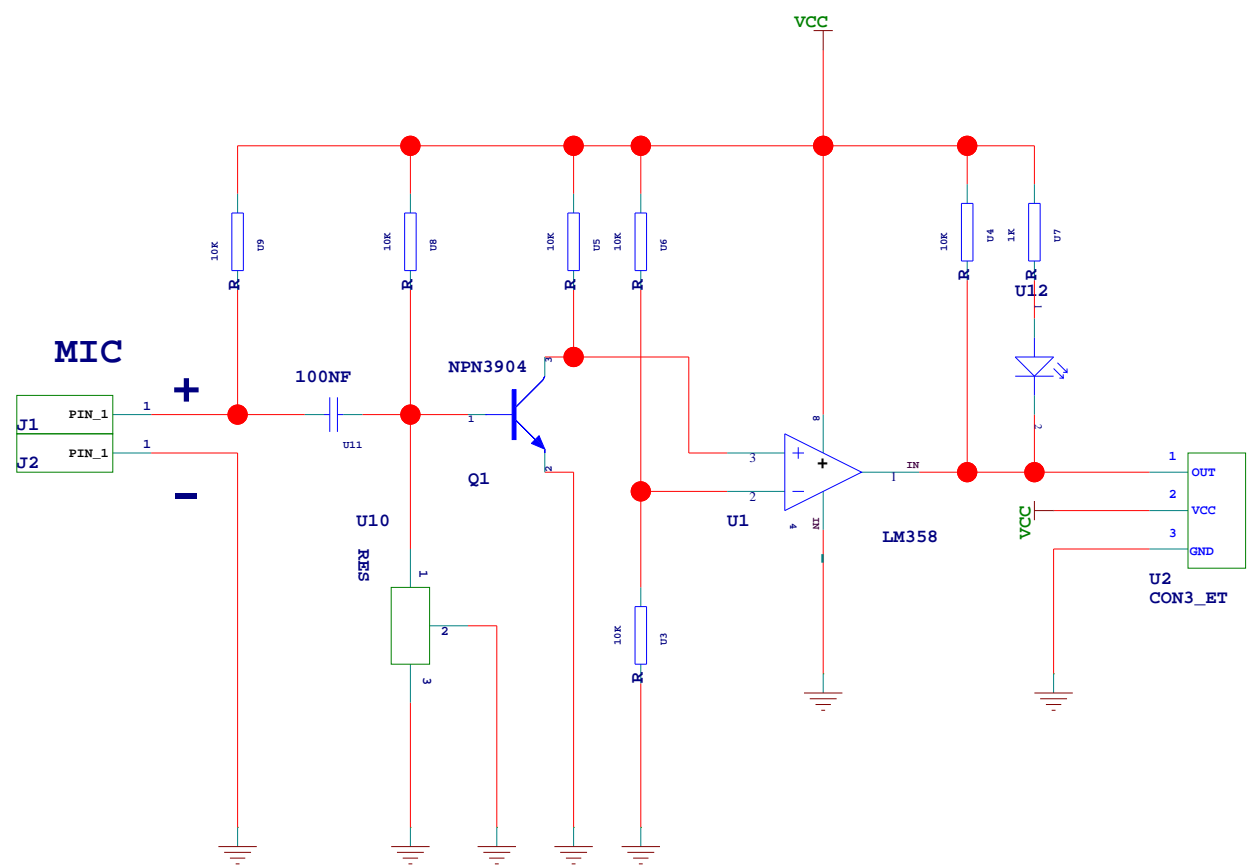 VCC
10K
U9
R
10K
U8
R
10K
U5
R
10K
U6
R
10K
U4
R
1K
U7
R
U12
1
MIC
+
100NF
NPN3904
3
J1
PIN_1
1
U11
1
8
2
J2
PIN_1
1
Q1
2
3
+
+
IN
1
1
OUT
−
2
−
2
VCC
U10
U1
4
IN
LM358
VCC
3
GND
RES
1
U2
CON3_ET
2
10K
U3
R
3